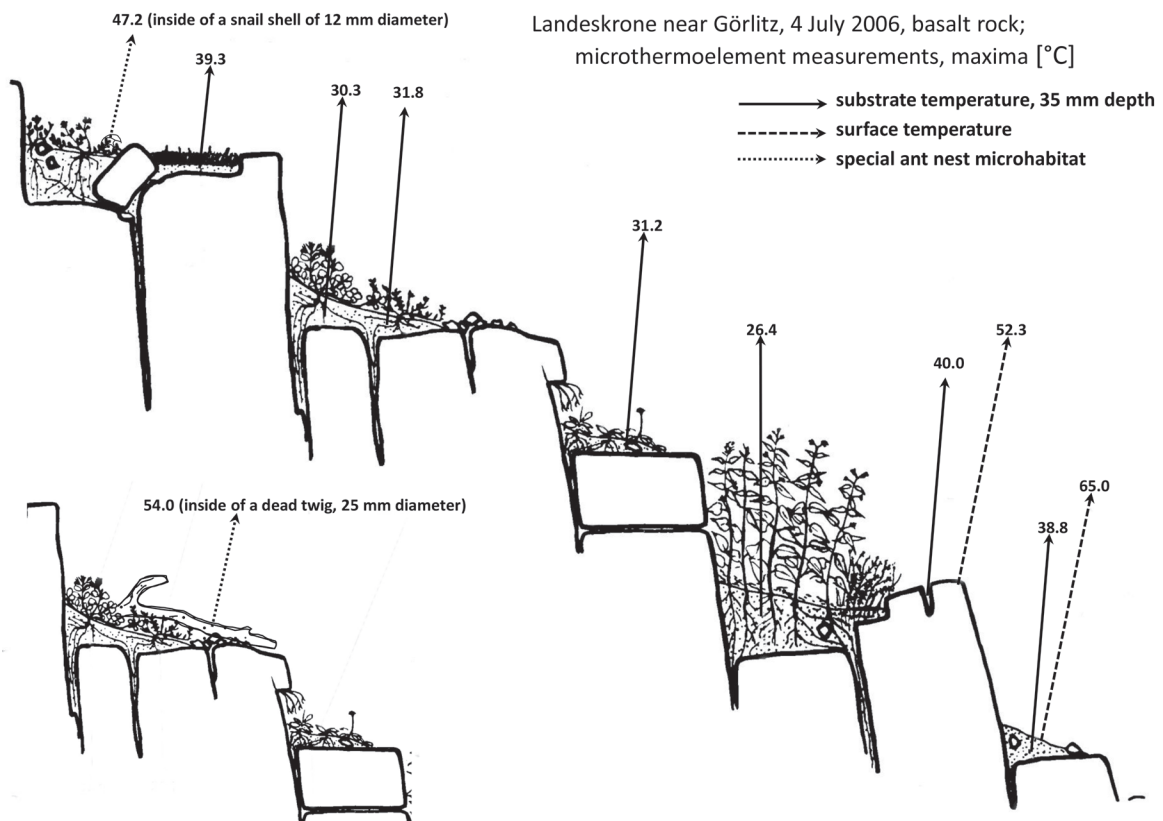 47.2 (inside of a snail shell of 12 mm diameter)
Landeskrone near Görlitz, 4 July 2006, basalt rock;
microthermoelement measurements, maxima [°C]
39.3
30.3
31.8
substrate temperature, 35 mm depth
surface temperature
special ant nest microhabitat
31.2
26.4
52.3
40.0
65.0
54.0 (inside of a dead twig, 25 mm diameter)
38.8